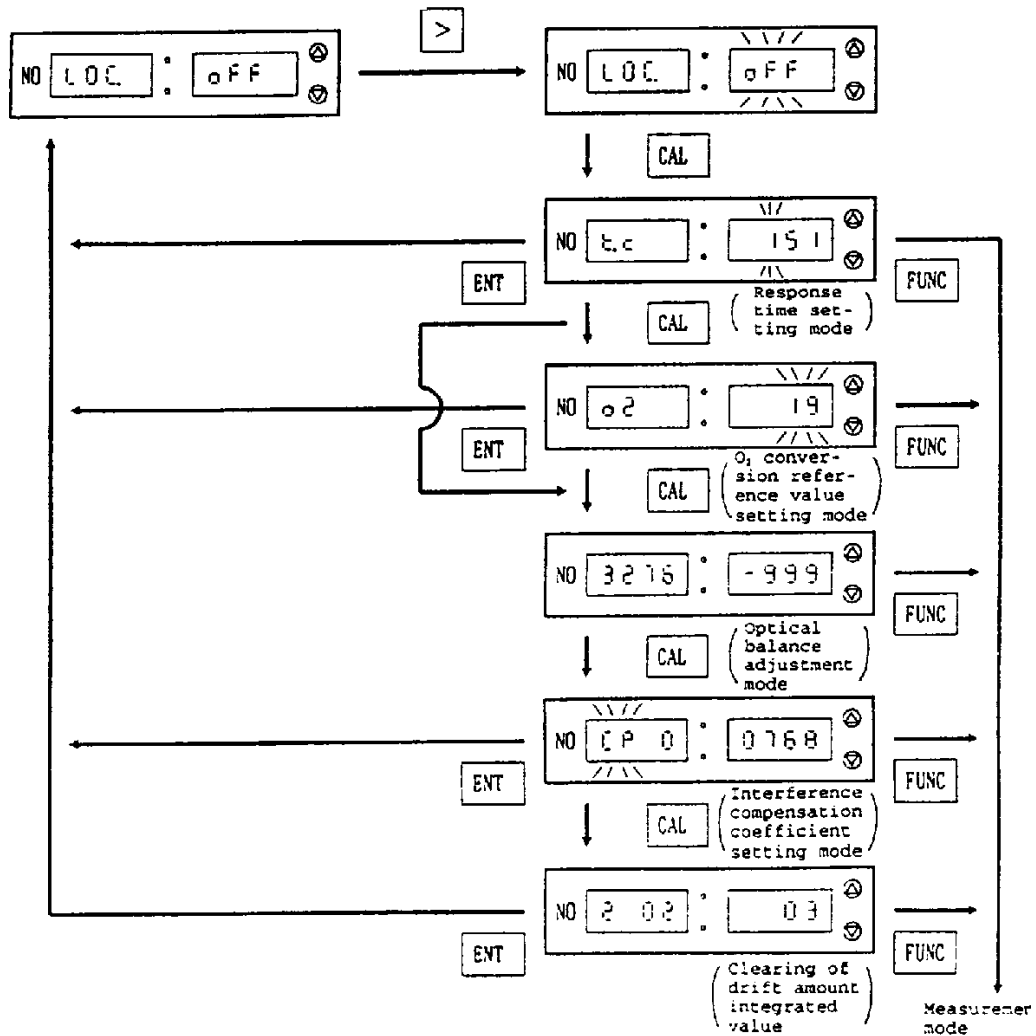 >
NO LOC. : oFF
NO LOC. : oFF
CAL
NO t.c : 151
ENT
FUNC
CAL
(Response
time set-
ting mode)
NO o2 : 19
ENT
FUNC
CAL
(O₂ conver-
sion refer-
ence value
setting mode)
NO 3276 : -999
FUNC
CAL
(Optical
balance
adjustment
mode)
NO CP 0 : 0768
ENT
FUNC
CAL
(Interference
compensation
coefficient
setting mode)
NO 2 02 : 03
ENT
FUNC
(Clearing of
drift amount
integrated
value)
Measuremen
mode